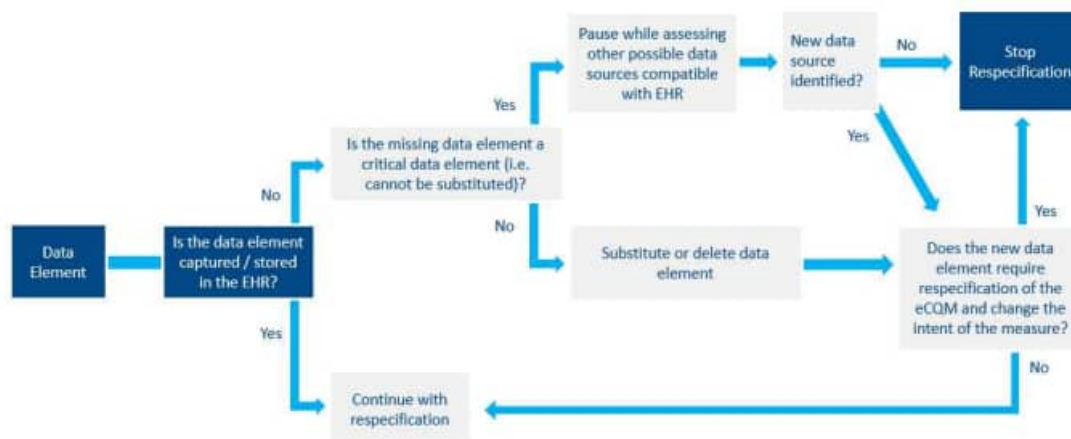 Pause while assessing
other possible data
sources compatible
with EHR
New data
source
identified?
No
Stop
Respecification
Yes
Yes
Is the missing data element a
critical data element (i.e.
cannot be substituted)?
No
No
Yes
Data
Element
Is the data element
captured / stored
in the EHR?
Substitute or delete data
element
Does the new data
element require
respecification of the
eCQM and change the
intent of the measure?
Yes
No
Continue with
respecification